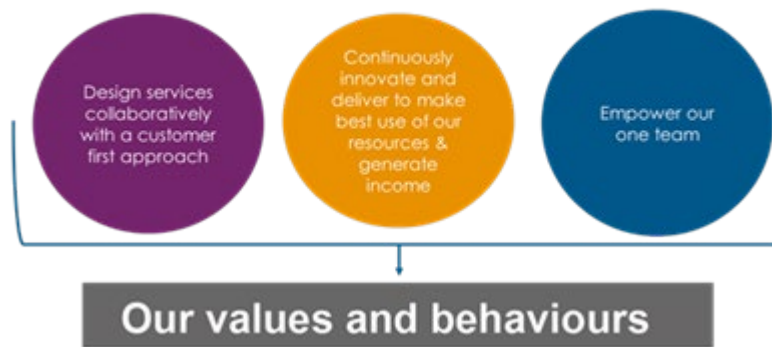 Design services
collaboratively
with a customer
first approach
Continuously
innovate and
deliver to make
best use of our
resources &
generate
income
Empower our
one team
Our values and behaviours